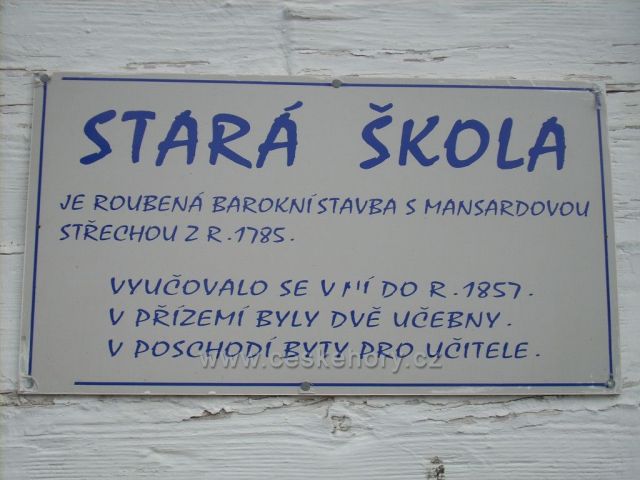 STARÁ ŠKOLA
JE ROUBENÁ BAROKNÍ STAVBA S MANSARDOVOU
STŘECHOU Z R. 1785.
VYUČOVALO SE V NÍ DO R. 1857.
V PŘÍZEMÍ BYLY DVĚ UČEBNY.
V POSCHODÍ BYTY PRO UČITELE.
www.ceskehory.cz